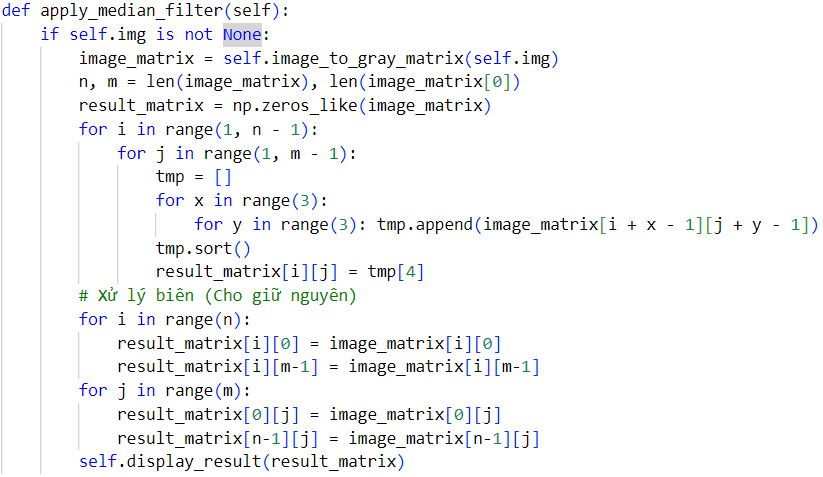 def apply_median_filter(self):
    if self.img is not None:
        image_matrix = self.image_to_gray_matrix(self.img)
        n, m = len(image_matrix), len(image_matrix[0])
        result_matrix = np.zeros_like(image_matrix)
        for i in range(1, n - 1):
            for j in range(1, m - 1):
                tmp = []
                for x in range(3):
                    for y in range(3): tmp.append(image_matrix[i + x - 1][j + y - 1])
                tmp.sort()
                result_matrix[i][j] = tmp[4]
        # Xử lý biên (Cho giữ nguyên)
        for i in range(n):
            result_matrix[i][0] = image_matrix[i][0]
            result_matrix[i][m-1] = image_matrix[i][m-1]
        for j in range(m):
            result_matrix[0][j] = image_matrix[0][j]
            result_matrix[n-1][j] = image_matrix[n-1][j]
        self.display_result(result_matrix)